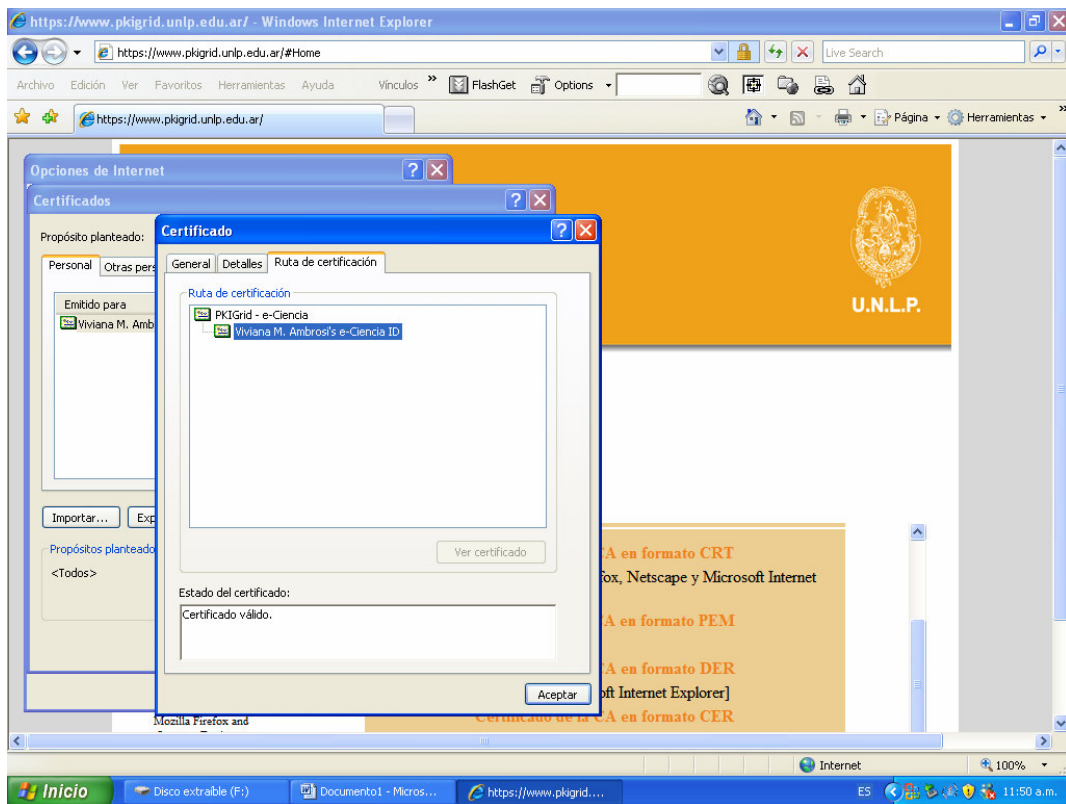 https://www.pkigrid.unlp.edu.ar/ - Windows Internet Explorer
https://www.pkigrid.unlp.edu.ar/#Home
Live Search
Archivo Edición Ver Favoritos Herramientas Ayuda Vínculos » FlashGet Options
https://www.pkigrid.unlp.edu.ar/
Página Herramientas »
Opciones de Internet
Certificados
Propósito planteado:
Personal Otras pers
Emitido para
Viviana M. Amb
Importar... Exp
Propósitos planteado
<Todos>
Certificado
General Detalles Ruta de certificación
Ruta de certificación
PKIGrid - e-Ciencia
Viviana M. Ambrosi's e-Ciencia ID
Ver certificado
Estado del certificado:
Certificado válido.
Aceptar
U.N.L.P.
A en formato CRT
fox, Netscape y Microsoft Internet
A en formato PEM
A en formato DER
oft Internet Explorer]
Certificado de la CA en formato CER
Mozilla Firefox and
Internet 100%
Inicio Disco extraíble (F:) Documento1 - Micros... https://www.pkigrid.... ES 11:50 a.m.